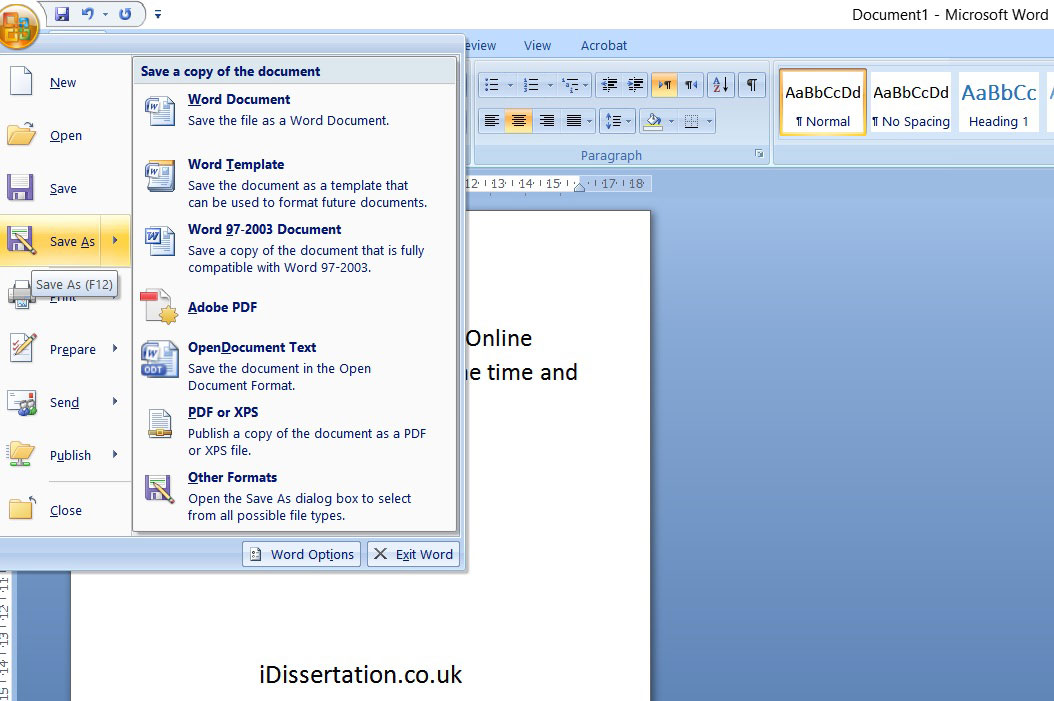 Document1 - Microsoft Word
eview View Acrobat
AaBbCcDd AaBbCcDd AaBbCc
¶ Normal ¶ No Spacing Heading 1
Paragraph
12 13 14 15 17 18
New
Open
Save
Save As
Save As (F12)
Print
Prepare
Send
Publish
Close
Save a copy of the document
Word Document
Save the file as a Word Document.
Word Template
Save the document as a template that
can be used to format future documents.
Word 97-2003 Document
Save a copy of the document that is fully
compatible with Word 97-2003.
Adobe PDF
OpenDocument Text
Save the document in the Open
Document Format.
PDF or XPS
Publish a copy of the document as a PDF
or XPS file.
Other Formats
Open the Save As dialog box to select
from all possible file types.
Word Options Exit Word
Online
e time and
iDissertation.co.uk